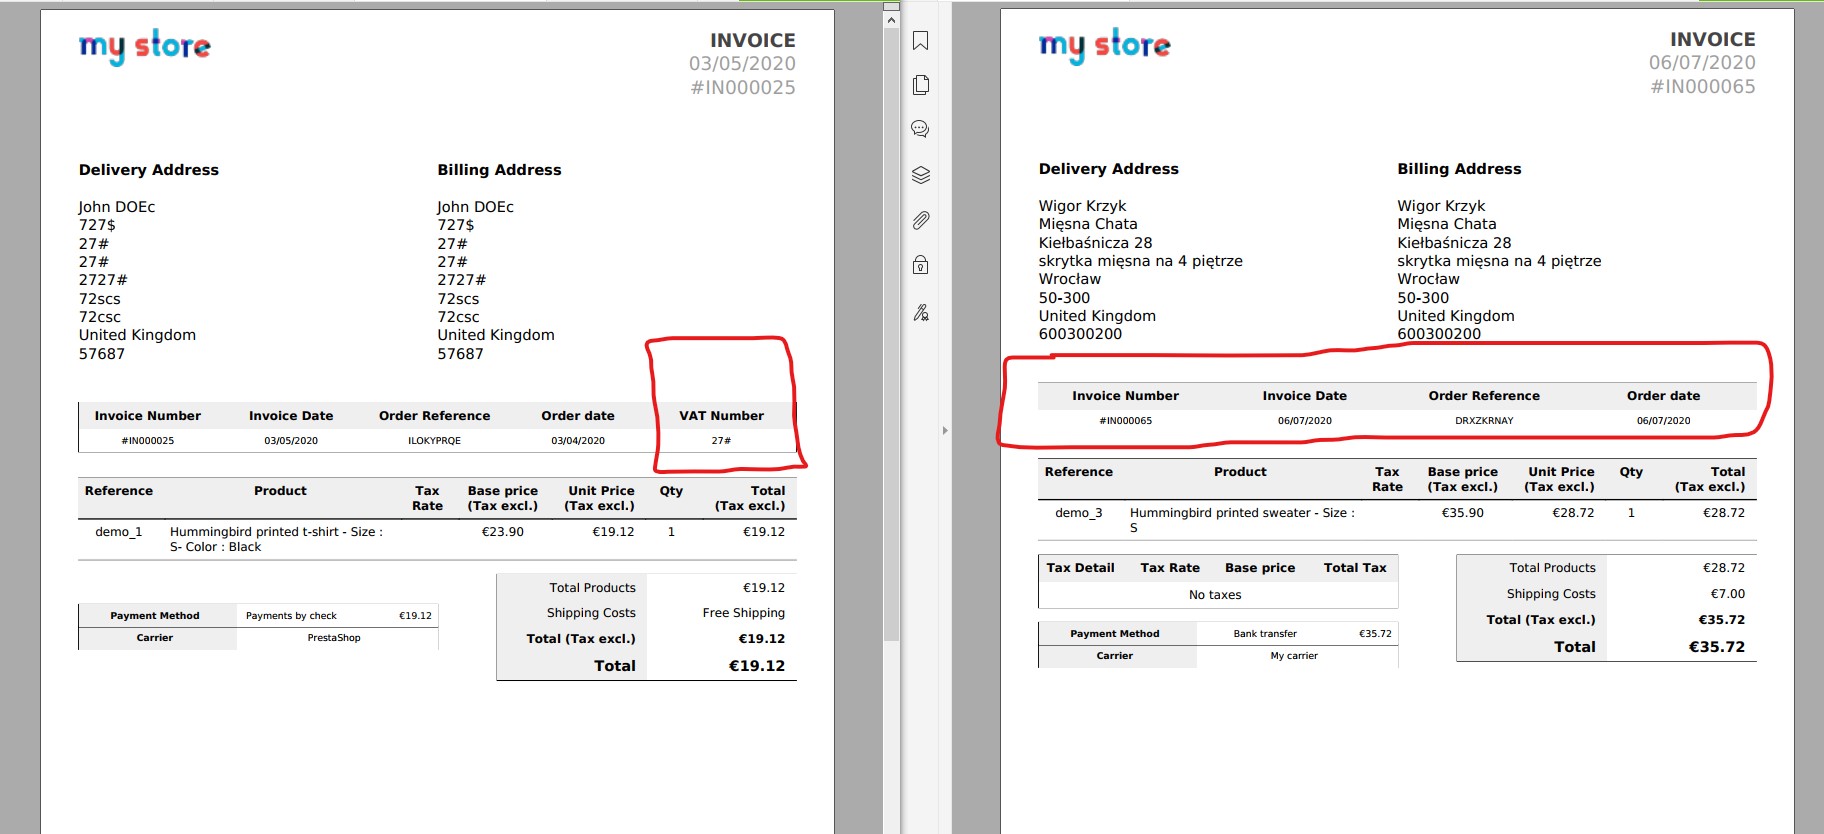 my store
INVOICE
03/05/2020
#IN000025
Delivery Address
John DOEc
727$
27#
27#
2727#
72scs
72csc
United Kingdom
57687
Billing Address
John DOEc
727$
27#
27#
2727#
72scs
72csc
United Kingdom
57687
Invoice Number Invoice Date Order Reference Order date VAT Number
#IN000025 03/05/2020 ILOKYPRQE 03/04/2020 27#
Reference Product Tax Rate Base price (Tax excl.) Unit Price (Tax excl.) Qty Total (Tax excl.)
demo_1 Hummingbird printed t-shirt - Size : €23.90 €19.12 1 €19.12
S- Color : Black
Payment Method Payments by check €19.12
Carrier PrestaShop
Total Products €19.12
Shipping Costs Free Shipping
Total (Tax excl.) €19.12
Total €19.12
my store
INVOICE
06/07/2020
#IN000065
Delivery Address
Wigor Krzyk
Mięsna Chata
Kiełbaśnicza 28
skrytka mięsna na 4 piętrze
Wrocław
50-300
United Kingdom
600300200
Billing Address
Wigor Krzyk
Mięsna Chata
Kiełbaśnicza 28
skrytka mięsna na 4 piętrze
Wrocław
50-300
United Kingdom
600300200
Invoice Number Invoice Date Order Reference Order date
#IN000065 06/07/2020 DRXZKRNAY 06/07/2020
Reference Product Tax Rate Base price (Tax excl.) Unit Price (Tax excl.) Qty Total (Tax excl.)
demo_3 Hummingbird printed sweater - Size : €35.90 €28.72 1 €28.72
S
Tax Detail Tax Rate Base price Total Tax
No taxes
Payment Method Bank transfer €35.72
Carrier My carrier
Total Products €28.72
Shipping Costs €7.00
Total (Tax excl.) €35.72
Total €35.72